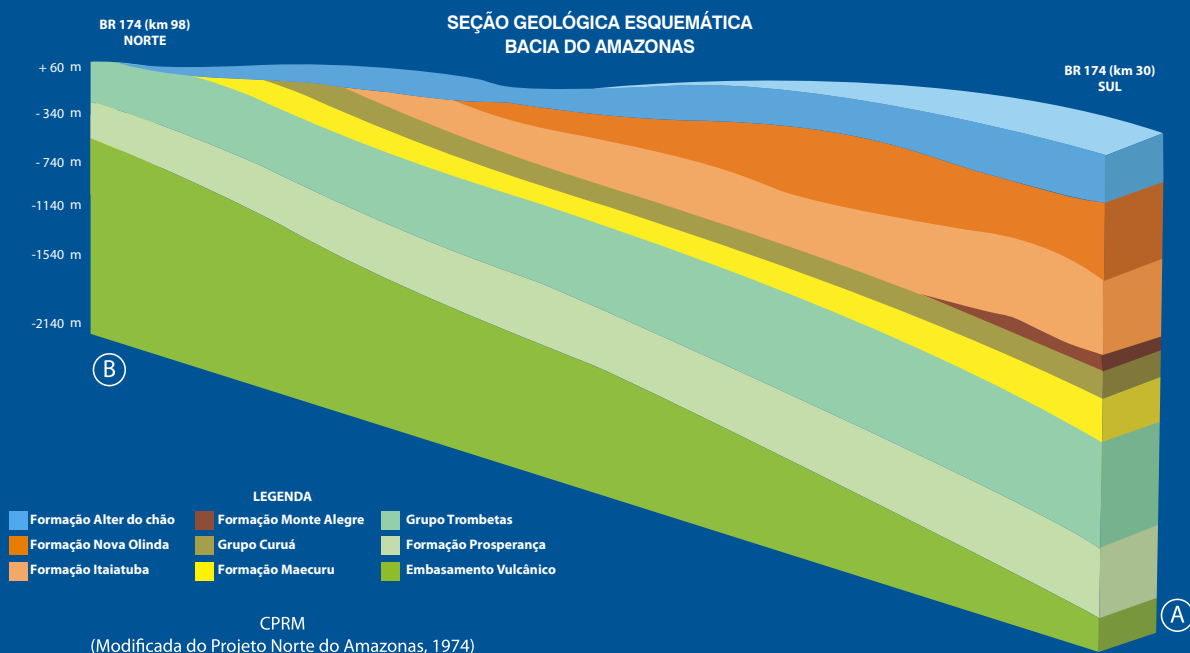 SEÇÃO GEOLÓGICA ESQUEMÁTICA
BACIA DO AMAZONAS
BR 174 (km 98)
NORTE
BR 174 (km 30)
SUL
+ 60 m
- 340 m
- 740 m
-1140 m
-1540 m
-2140 m
B
A
LEGENDA
Formação Alter do chão
Formação Nova Olinda
Formação Itaiatuba
Formação Monte Alegre
Grupo Curuá
Formação Maecuru
Grupo Trombetas
Formação Prosperança
Embasamento Vulcânico
CPRM
(Modificada do Projeto Norte do Amazonas, 1974)